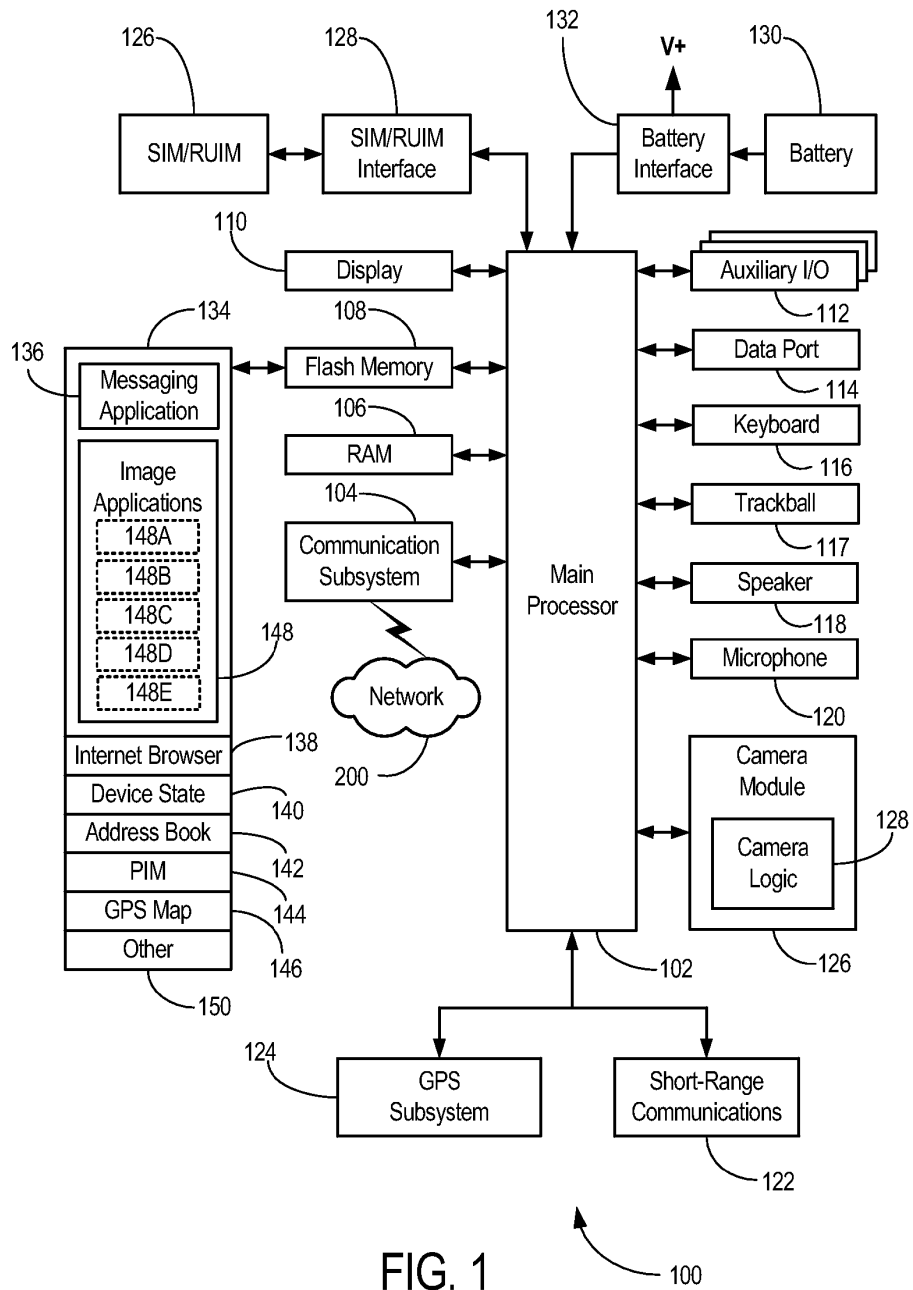 126
128
132
V+
130
SIM/RUIM
SIM/RUIM
Interface
Battery
Interface
Battery
110
Display
Auxiliary I/O
112
134
108
136
Messaging
Application
Flash Memory
Data Port
114
106
RAM
Keyboard
116
Image
Applications
148A
148B
148C
148D
148E
148
104
Communication
Subsystem
Main
Processor
Trackball
117
Speaker
118
Network
200
Microphone
120
Internet Browser
138
Device State
140
Address Book
142
PIM
144
GPS Map
146
Other
150
Camera
Module
Camera
Logic
128
126
102
124
GPS
Subsystem
Short-Range
Communications
122
FIG. 1
100